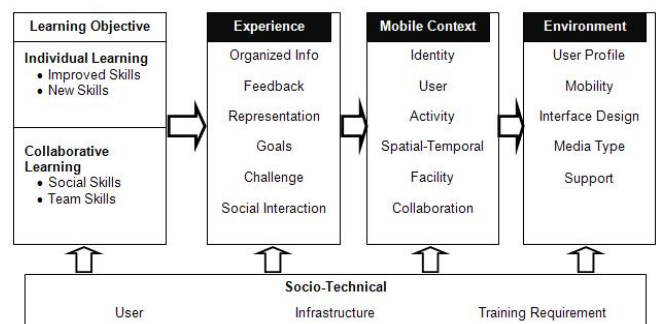 Learning Objective
Individual Learning
• Improved Skills
• New Skills
Collaborative
Learning
• Social Skills
• Team Skills
Experience
Organized Info
Feedback
Representation
Goals
Challenge
Social Interaction
Mobile Context
Identity
User
Activity
Spatial-Temporal
Facility
Collaboration
Environment
User Profile
Mobility
Interface Design
Media Type
Support
Socio-Technical
User Infrastructure Training Requirement